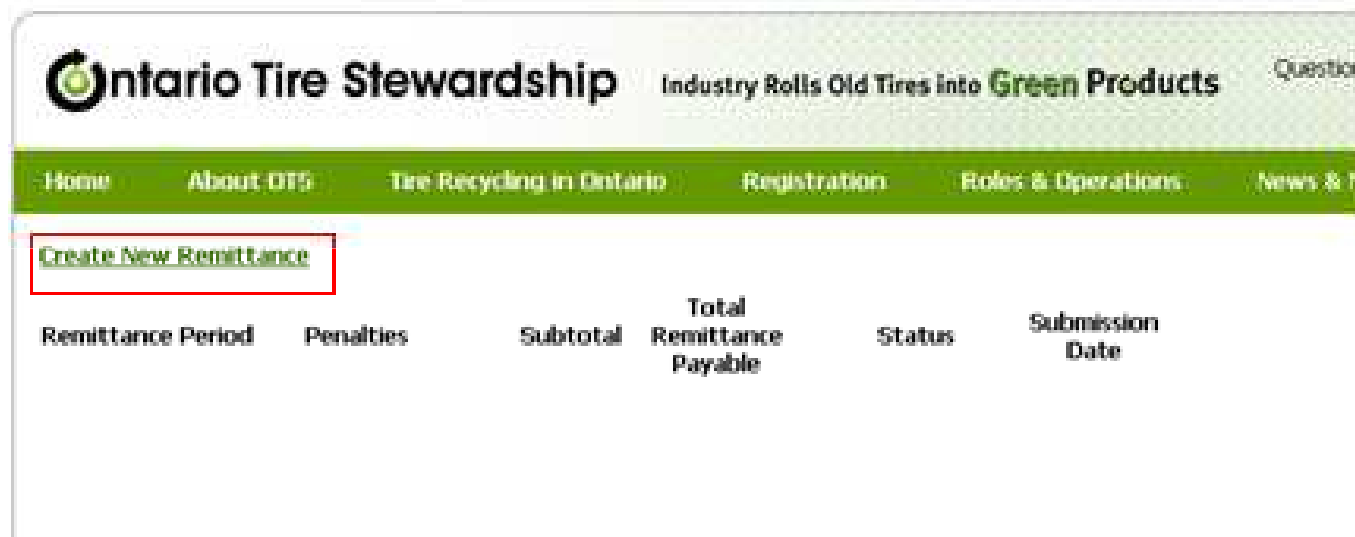 Ontario Tire Stewardship Industry Rolls Old Tires into Green Products
Home About OTS Tire Recycling in Ontario Registration Roles & Operations News &
Create New Remittance
Remittance Period Penalties Subtotal Total Remittance Payable Status Submission Date